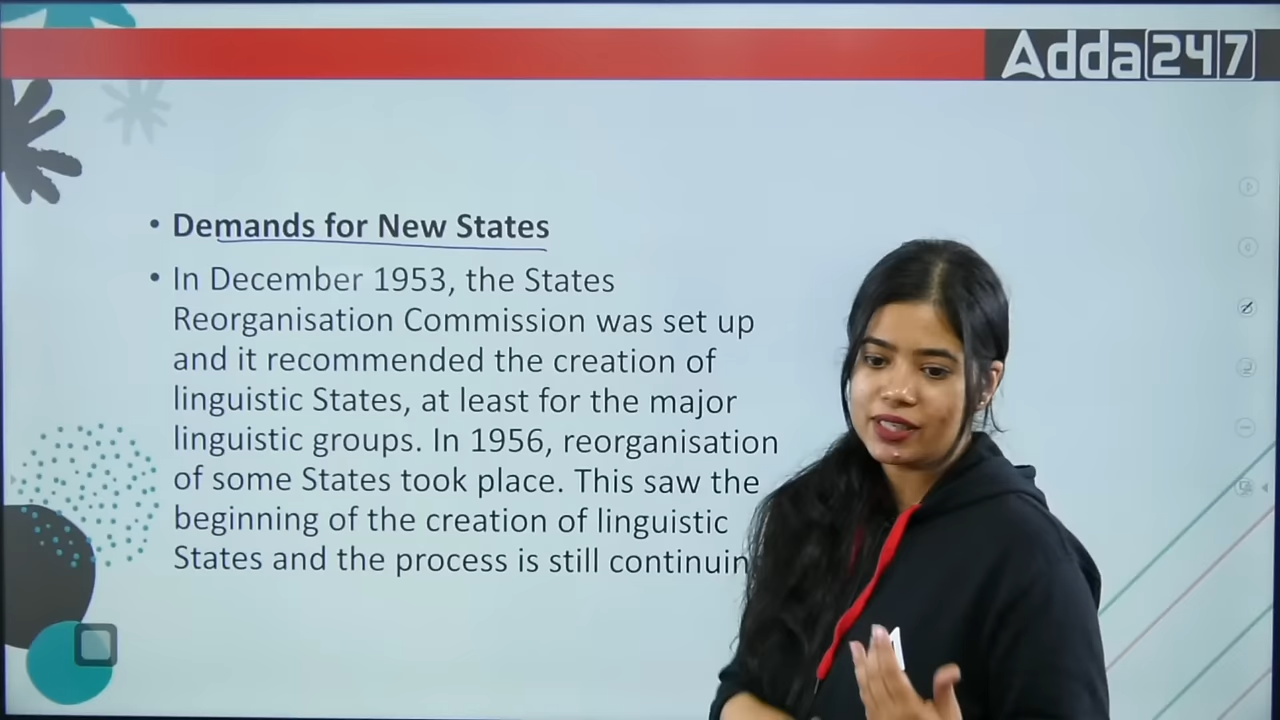 Adda247
• Demands for New States
• In December 1953, the States
Reorganisation Commission was set up
and it recommended the creation of
linguistic States, at least for the major
linguistic groups. In 1956, reorganisation
of some States took place. This saw the
beginning of the creation of linguistic
States and the process is still continuin